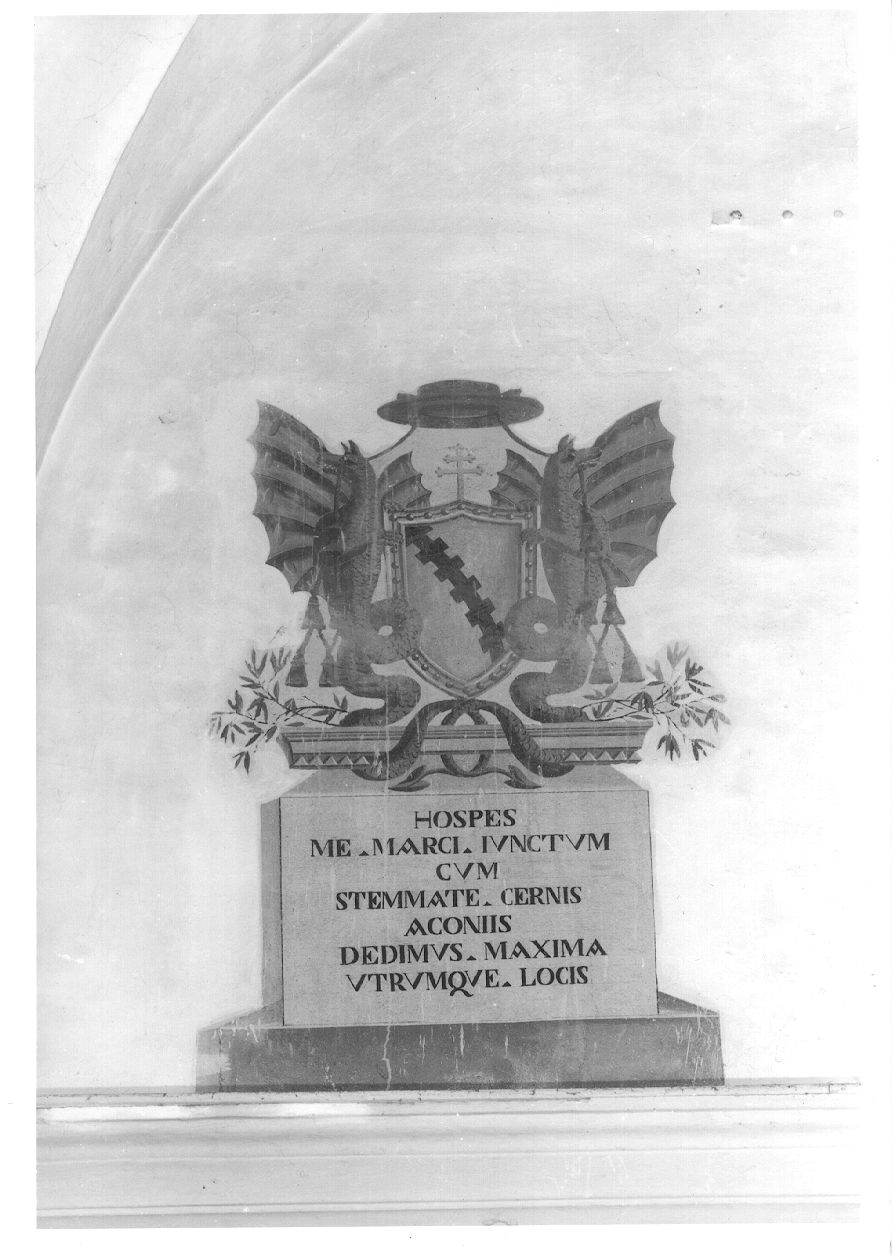 HOSPES
ME. MARCI. IVNCTVM
CVM
STEMMATE. CERNIS
ACONIIS
DEDIMVS. MAXIMA
VTRVMQVE. LOCIS